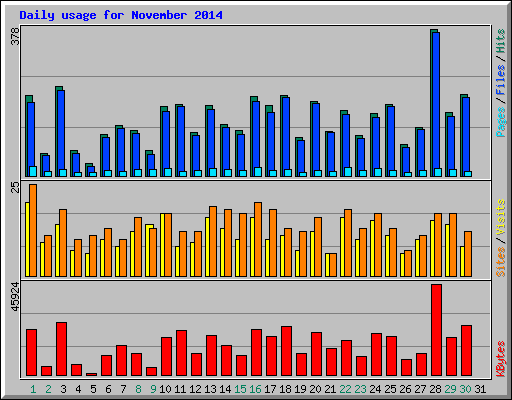 Daily usage for November 2014
378
Pages / Files / Hits
25
Sites / Visits
45924
KBytes
1 2 3 4 5 6 7 8 9 10 11 12 13 14 15 16 17 18 19 20 21 22 23 24 25 26 27 28 29 30 31